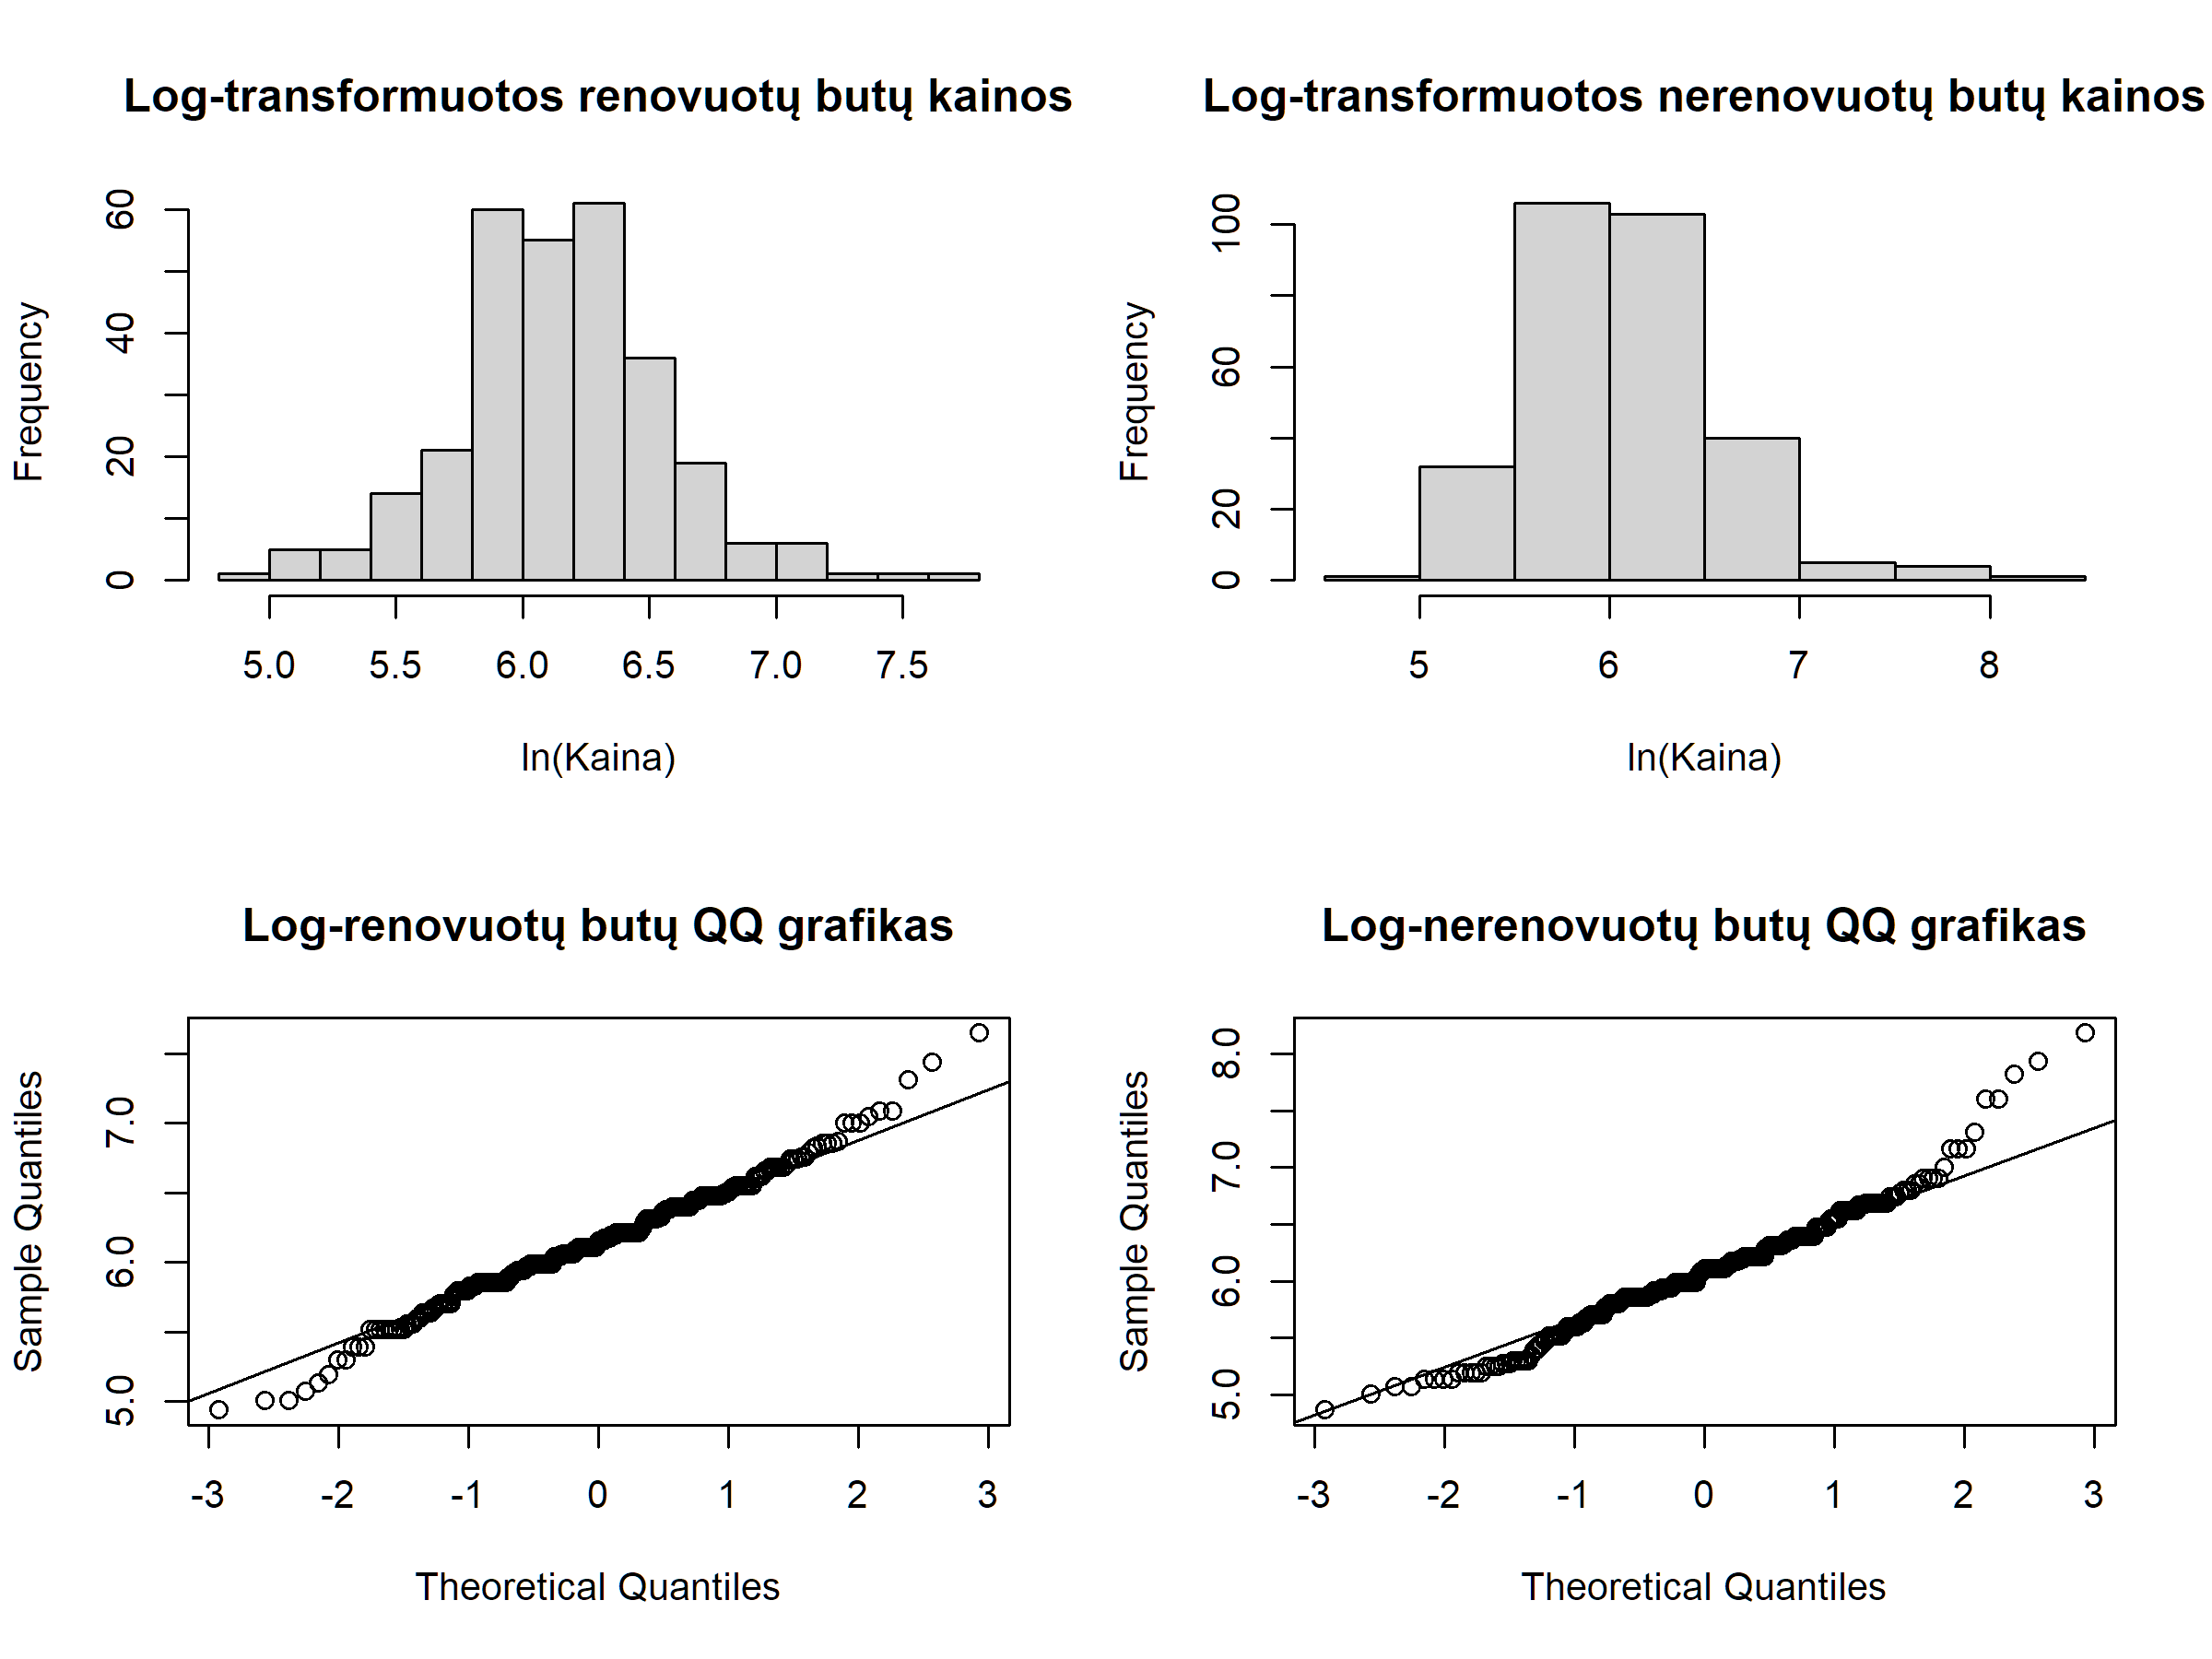 Log-transformuotos renovuotų butų kainos
Frequency
0 20 40 60
5.0 5.5 6.0 6.5 7.0 7.5
ln(Kaina)
Log-transformuotos nerenovuotų butų kainos
Frequency
0 20 60 100
5 6 7 8
ln(Kaina)
Log-renovuotų butų QQ grafikas
Sample Quantiles
5.0 6.0 7.0
-3 -2 -1 0 1 2 3
Theoretical Quantiles
Log-nerenovuotų butų QQ grafikas
Sample Quantiles
5.0 6.0 7.0 8.0
-3 -2 -1 0 1 2 3
Theoretical Quantiles